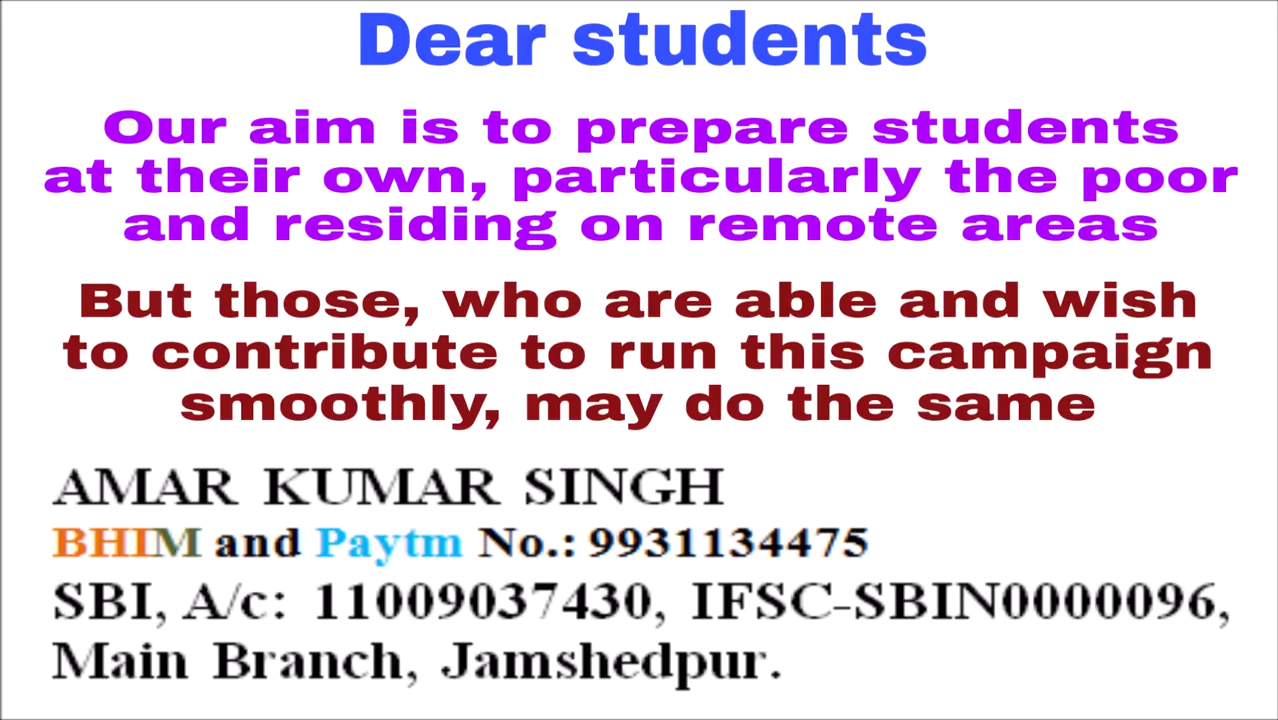 Dear students
Our aim is to prepare students
at their own, particularly the poor
and residing on remote areas
But those, who are able and wish
to contribute to run this campaign
smoothly, may do the same
AMAR KUMAR SINGH
BHIM and Paytm No.: 9931134475
SBI, A/c: 11009037430, IFSC-SBIN0000096,
Main Branch, Jamshedpur.